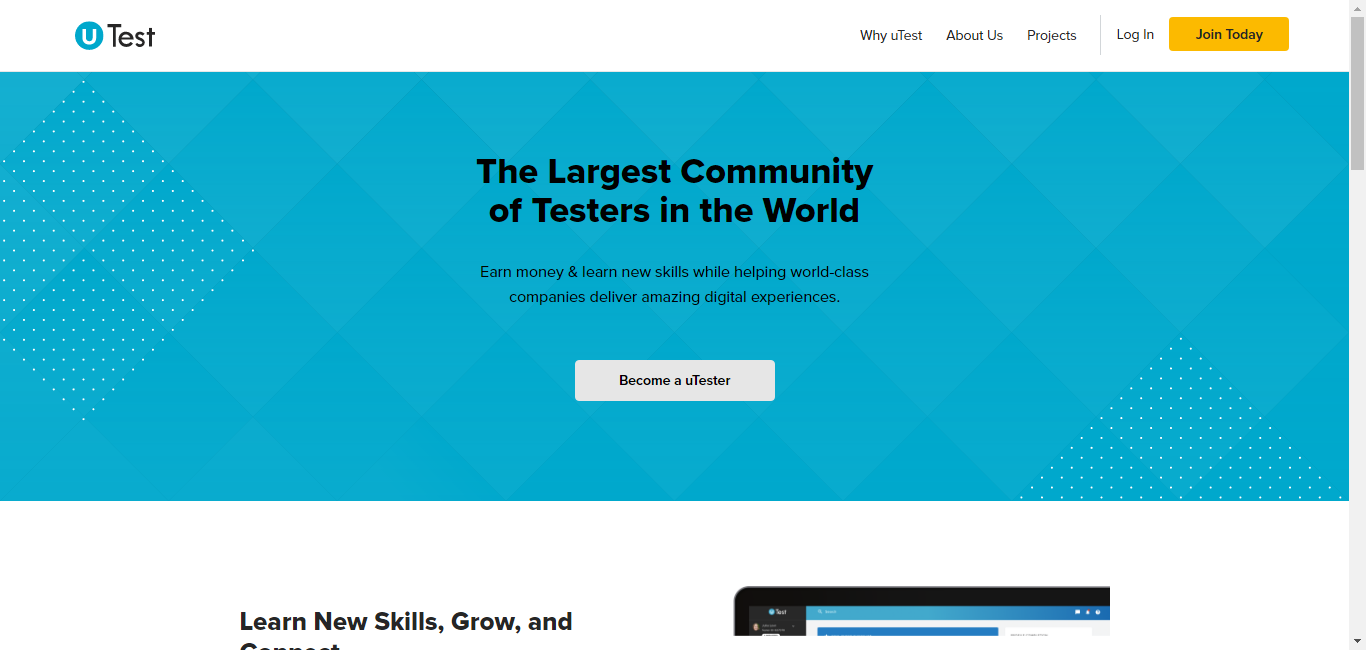 uTest
Why uTest
About Us
Projects
Log In
Join Today
The Largest Community
of Testers in the World
Earn money & learn new skills while helping world-class
companies deliver amazing digital experiences.
Become a uTester
Learn New Skills, Grow, and
Connect
uTest
Search